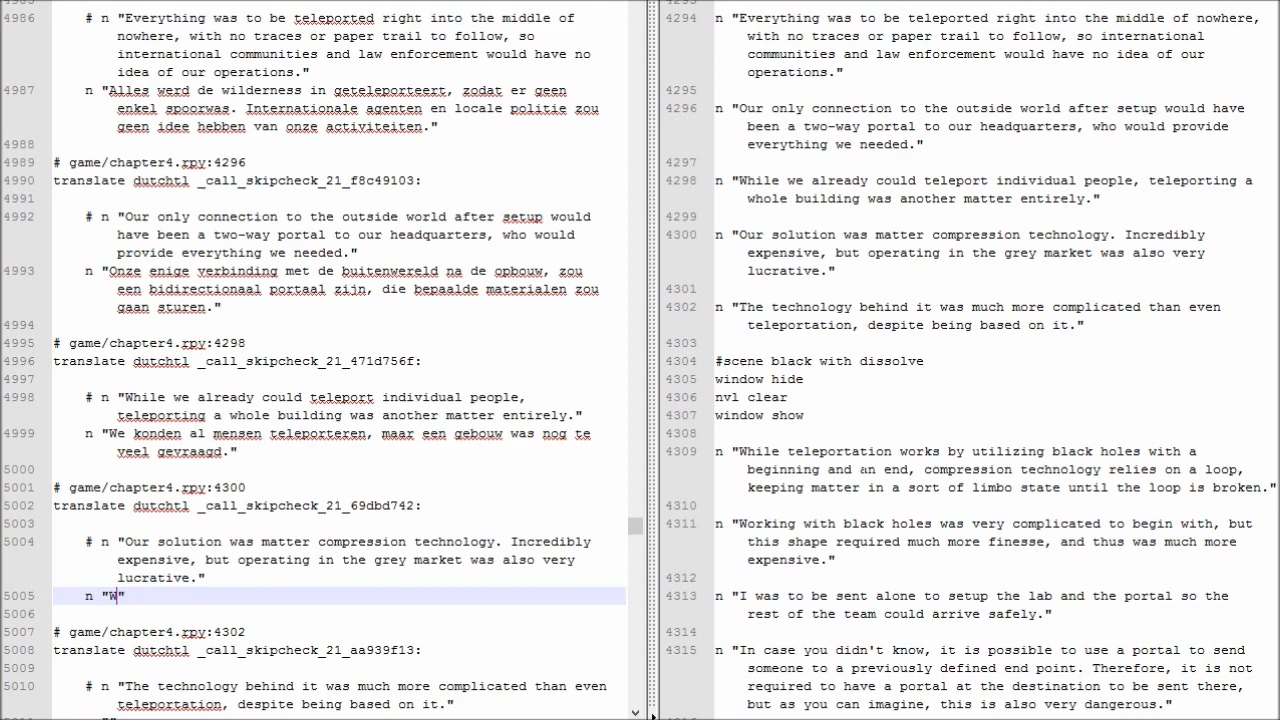 4986 # n "Everything was to be teleported right into the middle of
nowhere, with no traces or paper trail to follow, so
international communities and law enforcement would have no
idea of our operations."
4987 n "Alles werd de wilderness in geteleporteert, zodat er geen
enkel spoorwas. Internationale agenten en locale politie zou
geen idee hebben van onze activiteiten."
4988
4989 # game/chapter4.rpy:4296
4990 translate dutchtl _call_skipcheck_21_f8c49103:
4991
4992 # n "Our only connection to the outside world after setup would
have been a two-way portal to our headquarters, who would
provide everything we needed."
4993 n "Onze enige verbinding met de buitenwereld na de opbouw, zou
een bidirectionaal portaal zijn, die bepaalde materialen zou
gaan sturen."
4994
4995 # game/chapter4.rpy:4298
4996 translate dutchtl _call_skipcheck_21_471d756f:
4997
4998 # n "While we already could teleport individual people,
teleporting a whole building was another matter entirely."
4999 n "We konden al mensen teleporteren, maar een gebouw was nog te
veel gevraagd."
5000
5001 # game/chapter4.rpy:4300
5002 translate dutchtl _call_skipcheck_21_69dbd742:
5003
5004 # n "Our solution was matter compression technology. Incredibly
expensive, but operating in the grey market was also very
lucrative."
5005 n "W"
5006
5007 # game/chapter4.rpy:4302
5008 translate dutchtl _call_skipcheck_21_aa939f13:
5009
5010 # n "The technology behind it was much more complicated than even
teleportation, despite being based on it."
4294 n "Everything was to be teleported right into the middle of nowhere,
with no traces or paper trail to follow, so international
communities and law enforcement would have no idea of our
operations."
4295
4296 n "Our only connection to the outside world after setup would have
been a two-way portal to our headquarters, who would provide
everything we needed."
4297
4298 n "While we already could teleport individual people, teleporting a
whole building was another matter entirely."
4299
4300 n "Our solution was matter compression technology. Incredibly
expensive, but operating in the grey market was also very
lucrative."
4301
4302 n "The technology behind it was much more complicated than even
teleportation, despite being based on it."
4303
4304 #scene black with dissolve
4305 window hide
4306 nvl clear
4307 window show
4308
4309 n "While teleportation works by utilizing black holes with a
beginning and an end, compression technology relies on a loop,
keeping matter in a sort of limbo state until the loop is broken."
4310
4311 n "Working with black holes was very complicated to begin with, but
this shape required much more finesse, and thus was much more
expensive."
4312
4313 n "I was to be sent alone to setup the lab and the portal so the
rest of the team could arrive safely."
4314
4315 n "In case you didn't know, it is possible to use a portal to send
someone to a previously defined end point. Therefore, it is not
required to have a portal at the destination to be sent there,
but as you can imagine, this is also very dangerous."